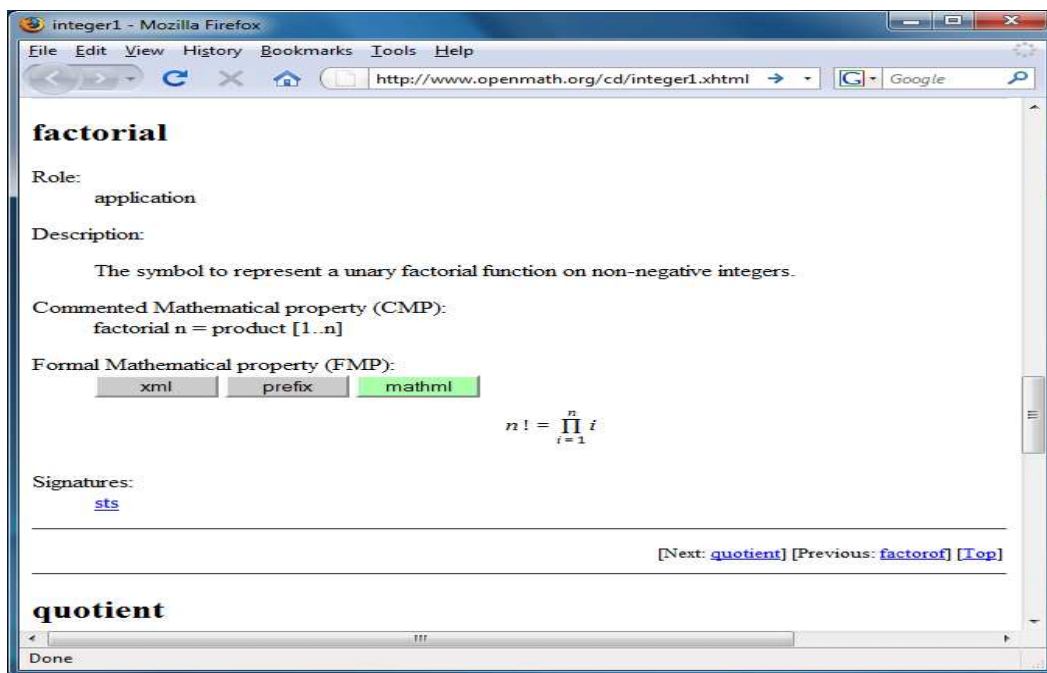 integer1 - Mozilla Firefox
File Edit View History Bookmarks Tools Help
http://www.openmath.org/cd/integer1.xhtml
G Google
factorial
Role:
application
Description:
The symbol to represent a unary factorial function on non-negative integers.
Commented Mathematical property (CMP):
factorial n = product [1..n]
Formal Mathematical property (FMP):
xml prefix mathml
n
n ! = ∏ i
i = 1
Signatures:
sts
[Next: quotient] [Previous: factorof] [Top]
quotient
Done